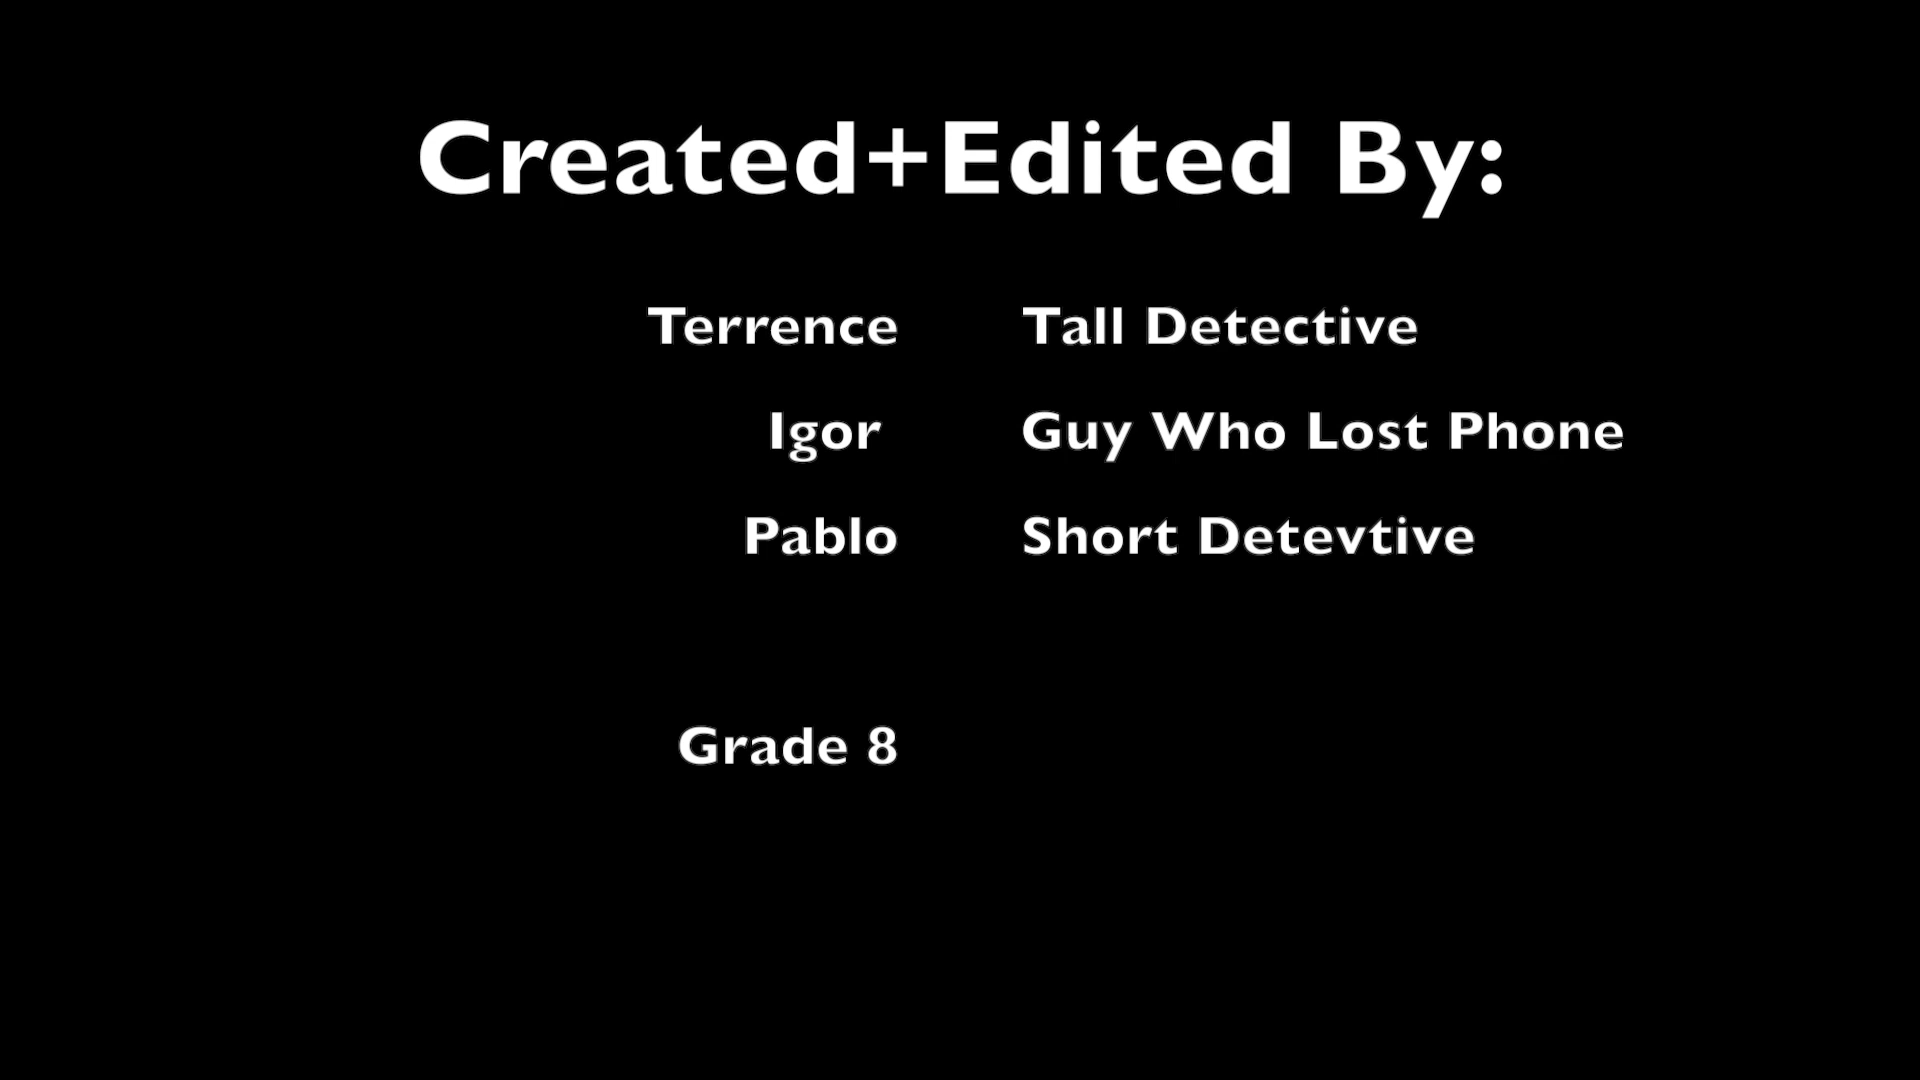 Created+Edited By:
Terrence Tall Detective
Igor Guy Who Lost Phone
Pablo Short Detevtive
Grade 8